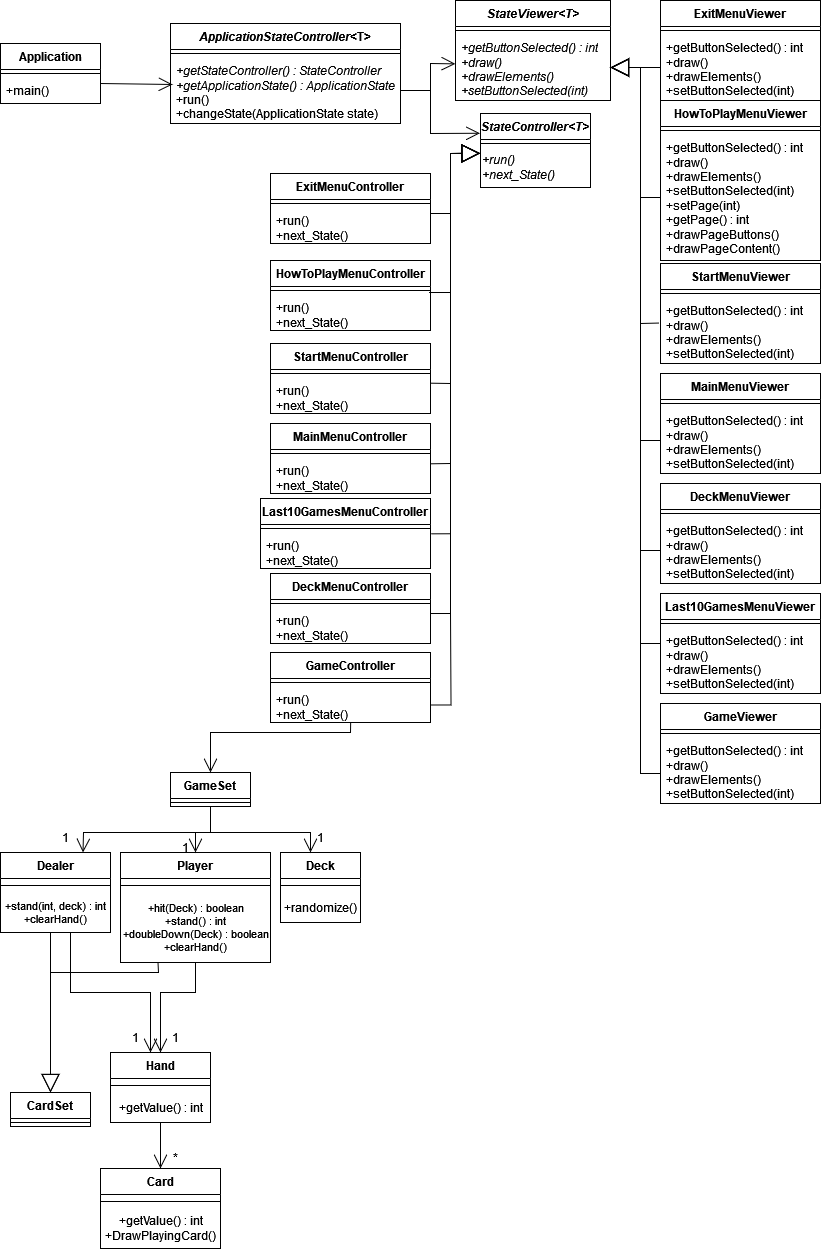 Application
+main()
ApplicationStateController<T>
+getStateController() : StateController
+getApplicationState() : ApplicationState
+run()
+changeState(ApplicationState state)
StateViewer<T>
+getButtonSelected() : int
+draw()
+drawElements()
+setButtonSelected(int)
StateController<T>
+run()
+next_State()
ExitMenuViewer
+getButtonSelected() : int
+draw()
+drawElements()
+setButtonSelected(int)
HowToPlayMenuViewer
+getButtonSelected() : int
+draw()
+drawElements()
+setButtonSelected(int)
+setPage(int)
+getPage() : int
+drawPageButtons()
+drawPageContent()
StartMenuViewer
+getButtonSelected() : int
+draw()
+drawElements()
+setButtonSelected(int)
MainMenuViewer
+getButtonSelected() : int
+draw()
+drawElements()
+setButtonSelected(int)
DeckMenuViewer
+getButtonSelected() : int
+draw()
+drawElements()
+setButtonSelected(int)
Last10GamesMenuViewer
+getButtonSelected() : int
+draw()
+drawElements()
+setButtonSelected(int)
GameViewer
+getButtonSelected() : int
+draw()
+drawElements()
+setButtonSelected(int)
ExitMenuController
+run()
+next_State()
HowToPlayMenuController
+run()
+next_State()
StartMenuController
+run()
+next_State()
MainMenuController
+run()
+next_State()
Last10GamesMenuController
+run()
+next_State()
DeckMenuController
+run()
+next_State()
GameController
+run()
+next_State()
GameSet
1
1
1
Dealer
+stand(int, deck) : int
+clearHand()
Player
+hit(Deck) : boolean
+stand() : int
+doubleDown(Deck) : boolean
+clearHand()
Deck
+randomize()
1
1
Hand
+getValue() : int
CardSet
*
Card
+getValue() : int
+DrawPlayingCard()